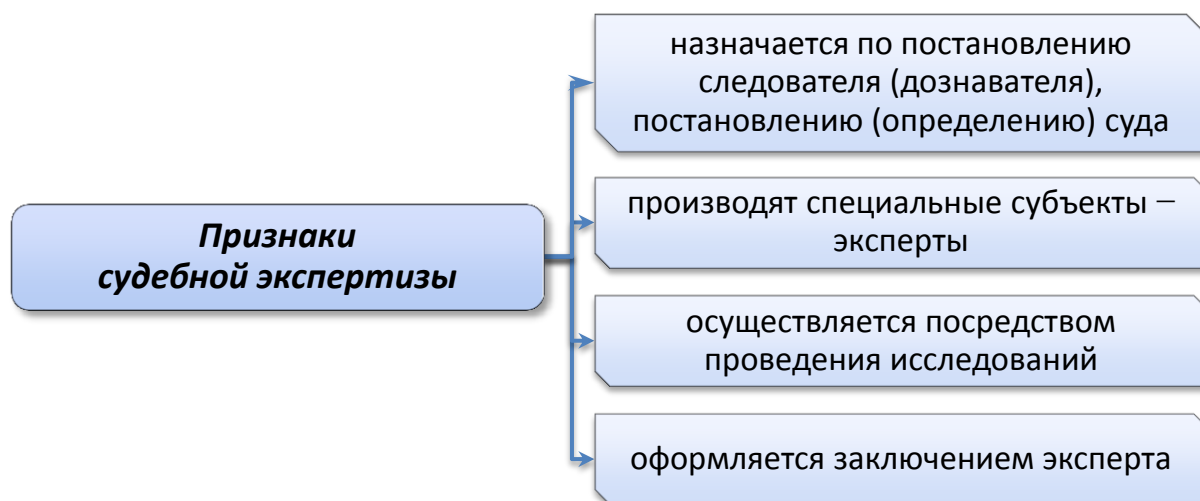 Признаки
судебной экспертизы
назначается по постановлению
следователя (дознавателя),
постановлению (определению) суда
производят специальные субъекты –
эксперты
осуществляется посредством
проведения исследований
оформляется заключением эксперта